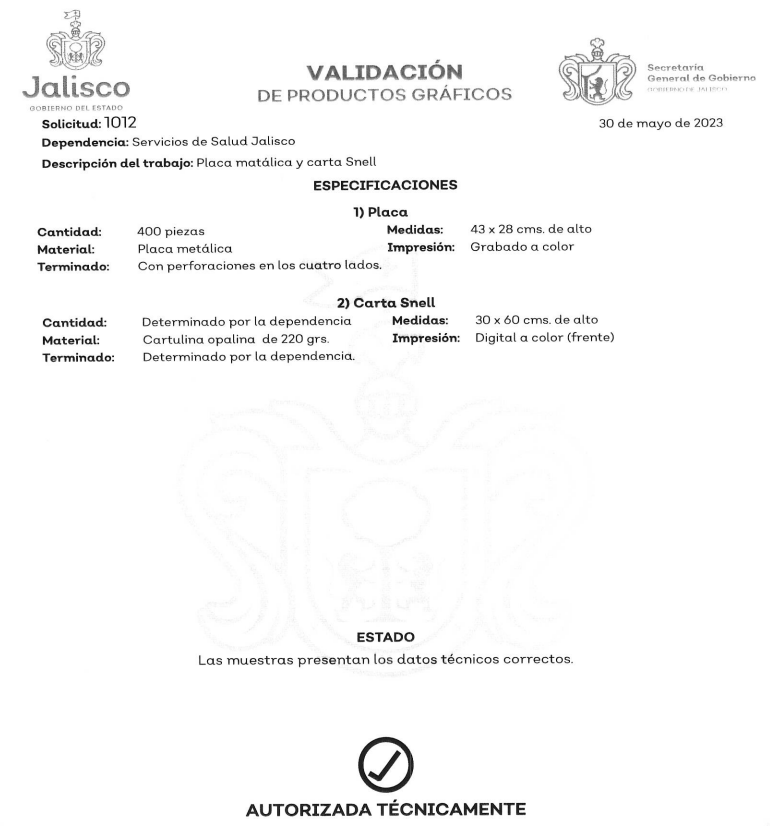 Jalisco
GOBIERNO DEL ESTADO
VALIDACIÓN
DE PRODUCTOS GRÁFICOS
Secretaría
General de Gobierno
GOBIERNO DE JALISCO
Solicitud: 1012
30 de mayo de 2023
Dependencia: Servicios de Salud Jalisco
Descripción del trabajo: Placa matálica y carta Snell
ESPECIFICACIONES
1) Placa
Cantidad: 400 piezas Medidas: 43 x 28 cms. de alto
Material: Placa metálica Impresión: Grabado a color
Terminado: Con perforaciones en los cuatro lados.
2) Carta Snell
Cantidad: Determinado por la dependencia Medidas: 30 x 60 cms. de alto
Material: Cartulina opalina de 220 grs. Impresión: Digital a color (frente)
Terminado: Determinado por la dependencia.
ESTADO
Las muestras presentan los datos técnicos correctos.
AUTORIZADA TÉCNICAMENTE